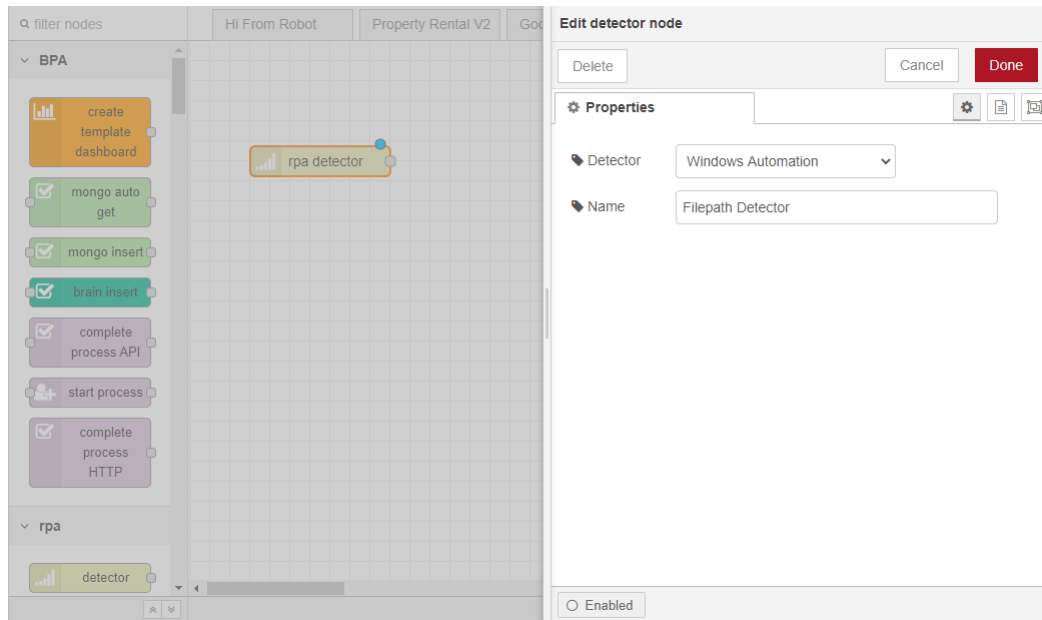 filter nodes
BPA
create
template
dashboard
mongo auto
get
mongo insert
brain insert
complete
process API
start process
complete
process
HTTP
rpa
detector
Hi From Robot
Property Rental V2
Goo
rpa detector
Edit detector node
Delete
Cancel
Done
Properties
Detector
Windows Automation
Name
Filepath Detector
Enabled